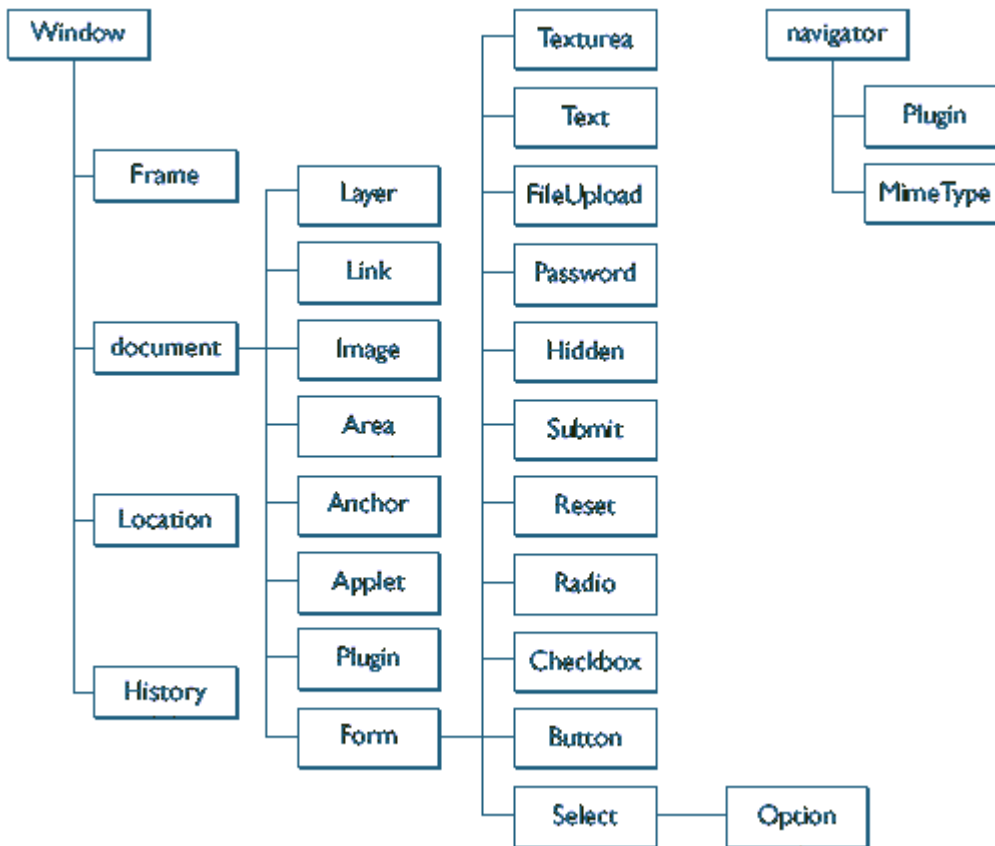 Window
Frame
document
Location
History
Layer
Link
Image
Area
Anchor
Applet
Plugin
Form
Texturea
Text
FileUpload
Password
Hidden
Submit
Reset
Radio
Checkbox
Button
Select
Option
navigator
Plugin
MimeType